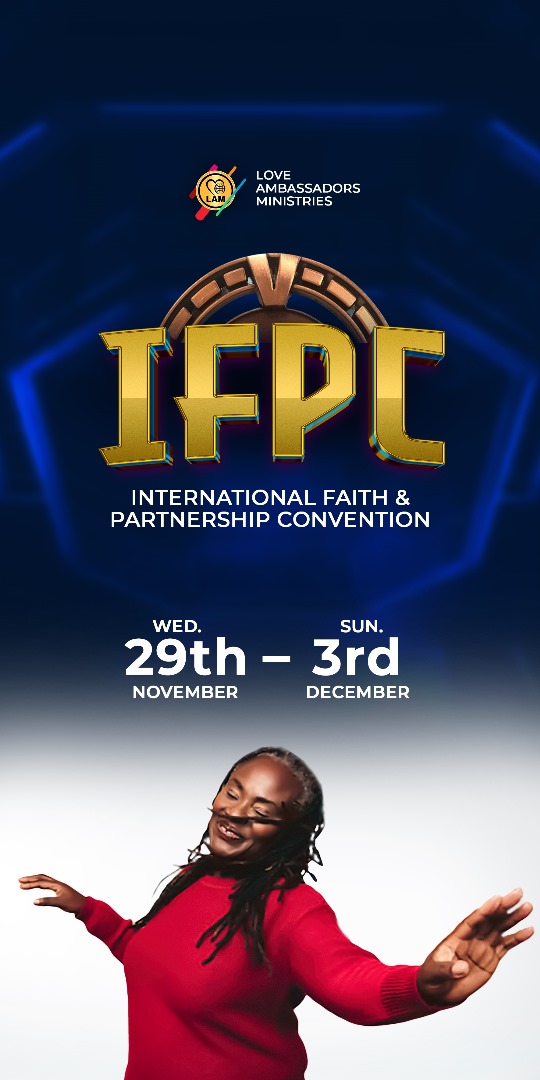 LAM
LOVE
AMBASSADORS
MINISTRIES
IFPC
INTERNATIONAL FAITH &
PARTNERSHIP CONVENTION
WED. SUN.
29th – 3rd
NOVEMBER DECEMBER